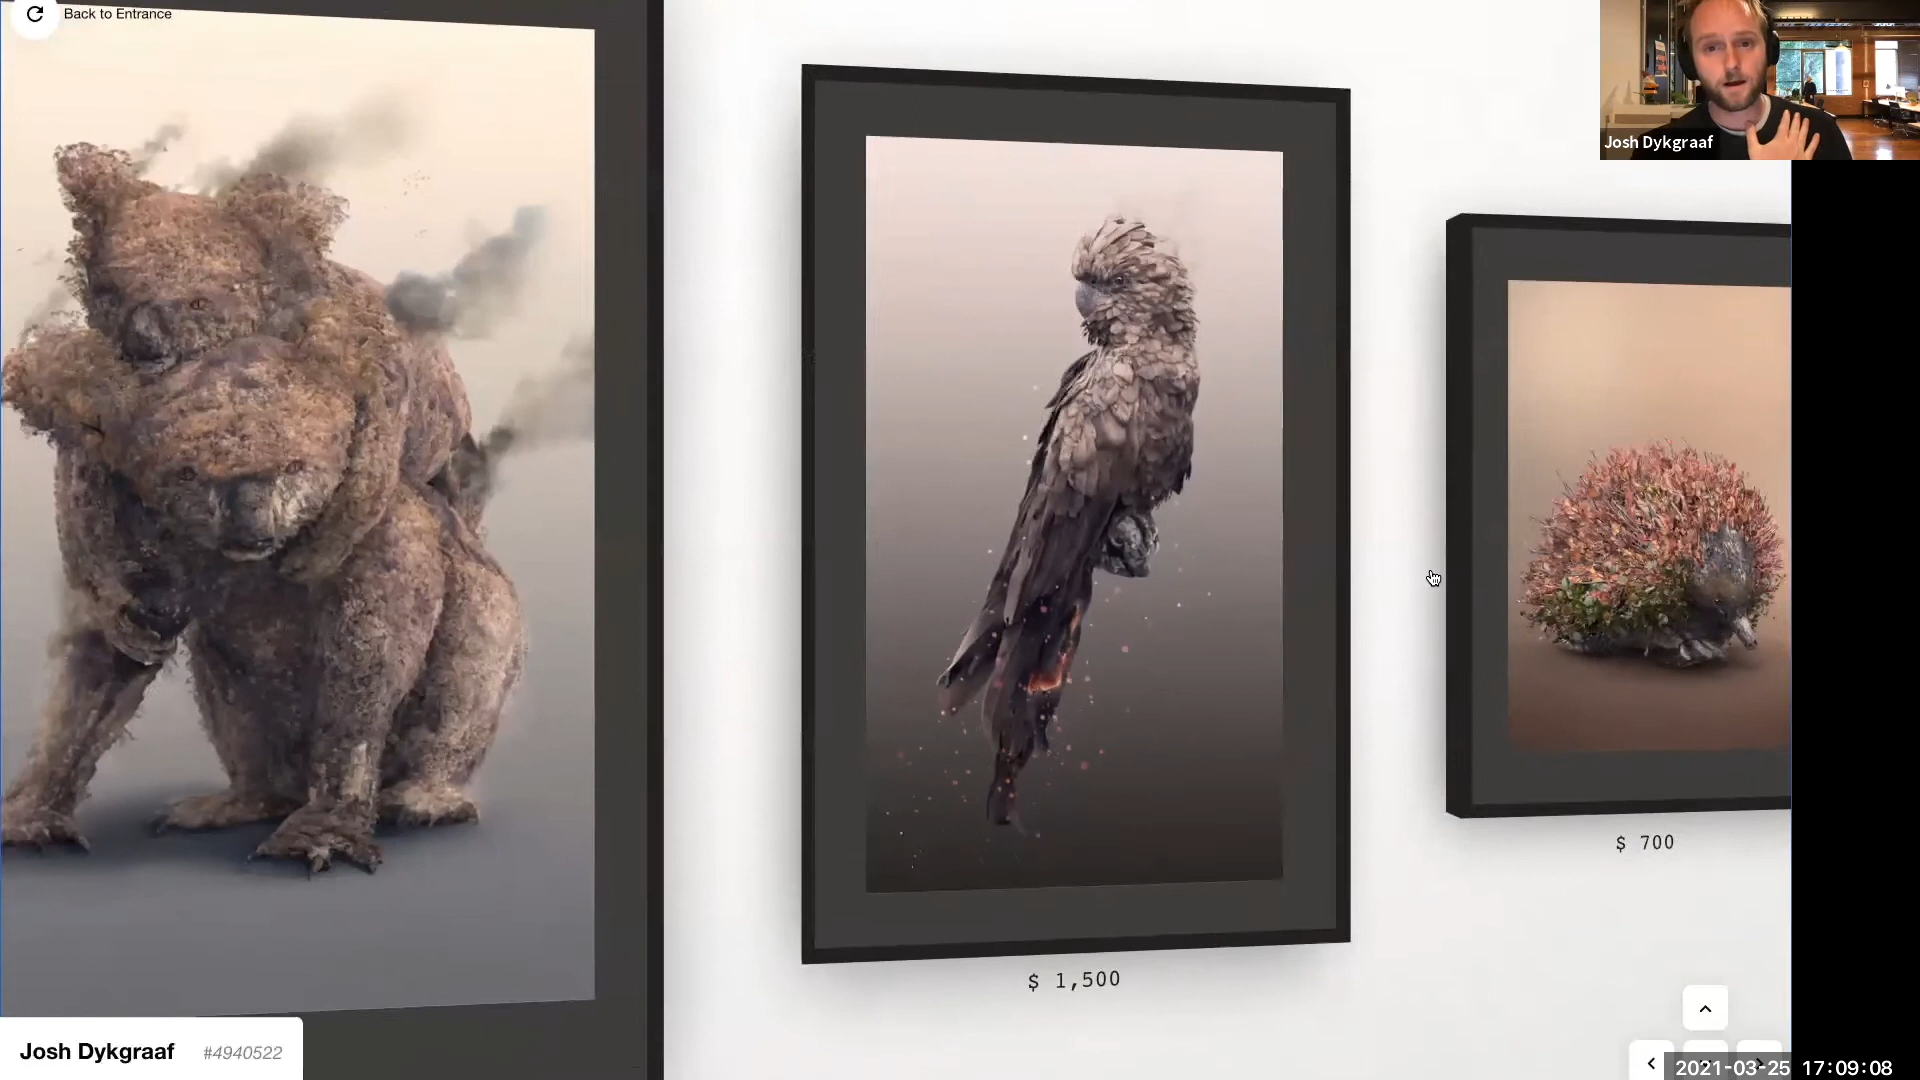 Back to Entrance
Josh Dykgraaf
$ 700
$ 1,500
Josh Dykgraaf #4940522
2021-03-25 17:09:08